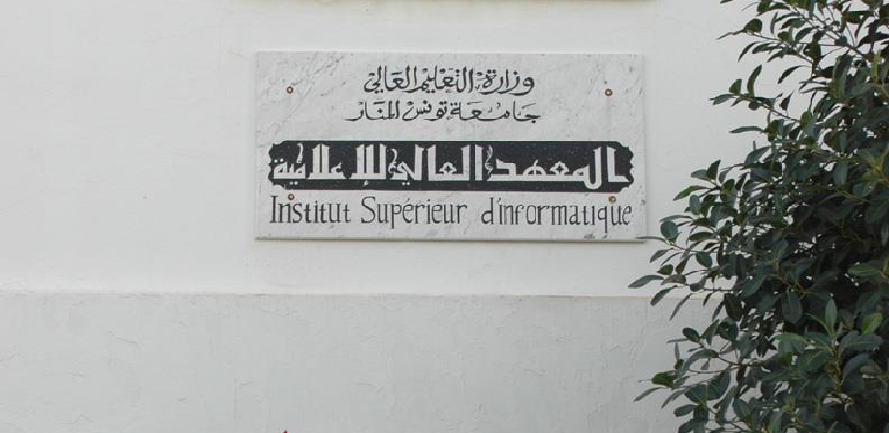 وزارة التعليم العالي
جامعة تونس المنار
المعهد العالي للإعلامية
Institut Supérieur d'informatique